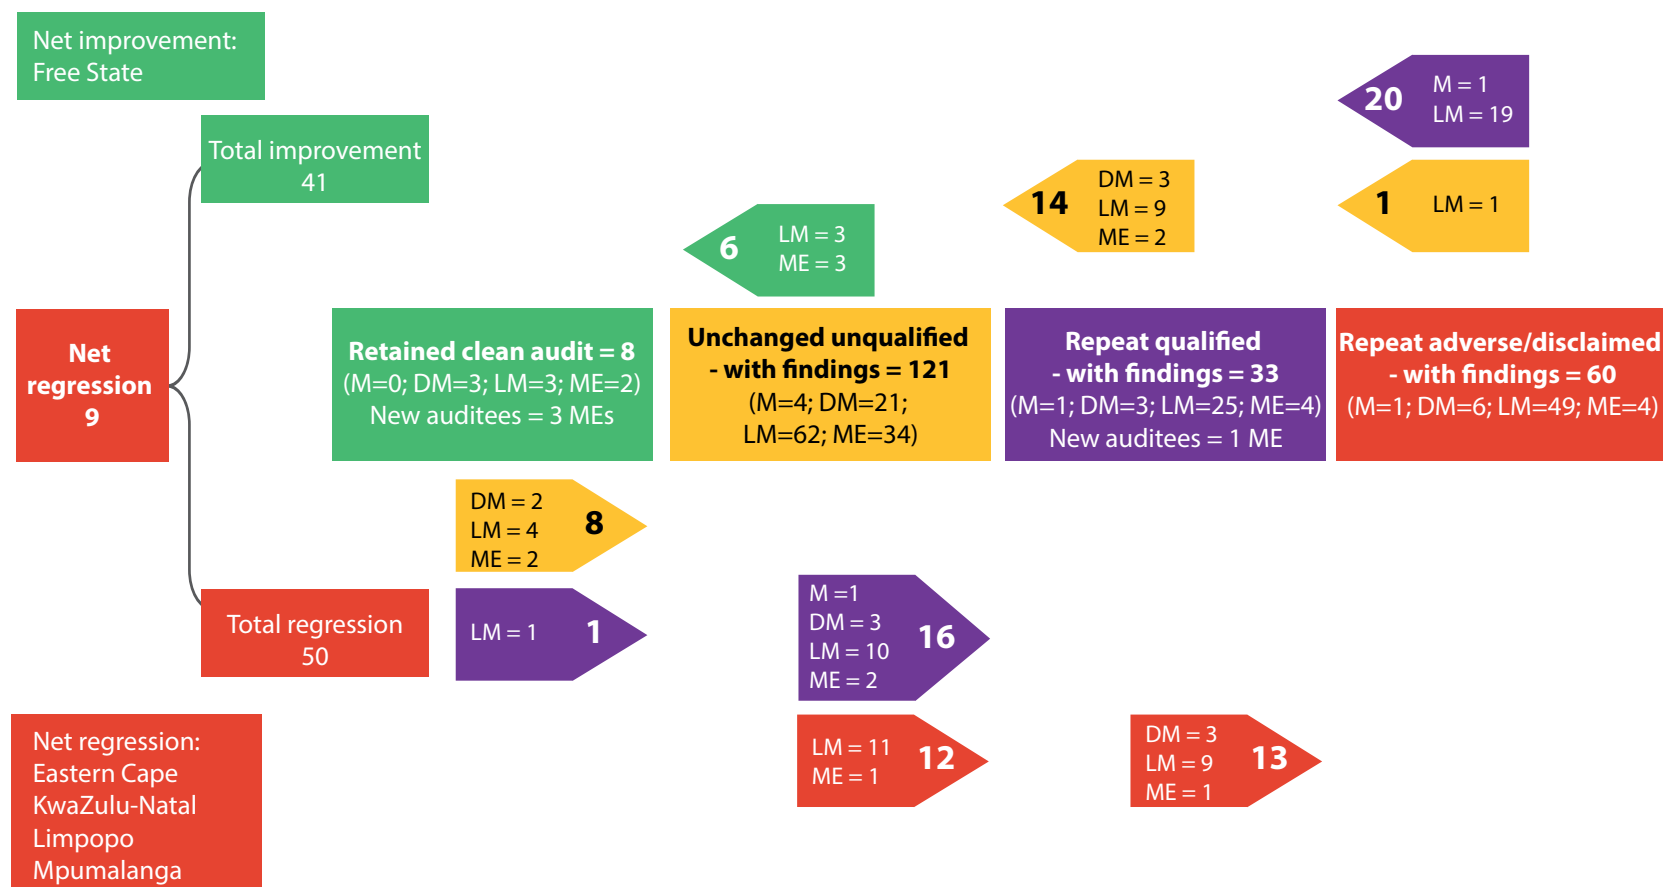 Net improvement:
Free State
Total improvement
41
20
M = 1
LM = 19
14
DM = 3
LM = 9
ME = 2
1
LM = 1
6
LM = 3
ME = 3
Net
regression
9
Retained clean audit = 8
(M=0; DM=3; LM=3; ME=2)
New auditees = 3 MEs
Unchanged unqualified
- with findings = 121
(M=4; DM=21;
LM=62; ME=34)
Repeat qualified
- with findings = 33
(M=1; DM=3; LM=25; ME=4)
New auditees = 1 ME
Repeat adverse/disclaimed
- with findings = 60
(M=1; DM=6; LM=49; ME=4)
DM = 2
LM = 4
ME = 2
8
Total regression
50
LM = 1
1
M =1
DM = 3
LM = 10
ME = 2
16
LM = 11
ME = 1
12
DM = 3
LM = 9
ME = 1
13
Net regression:
Eastern Cape
KwaZulu-Natal
Limpopo
Mpumalanga